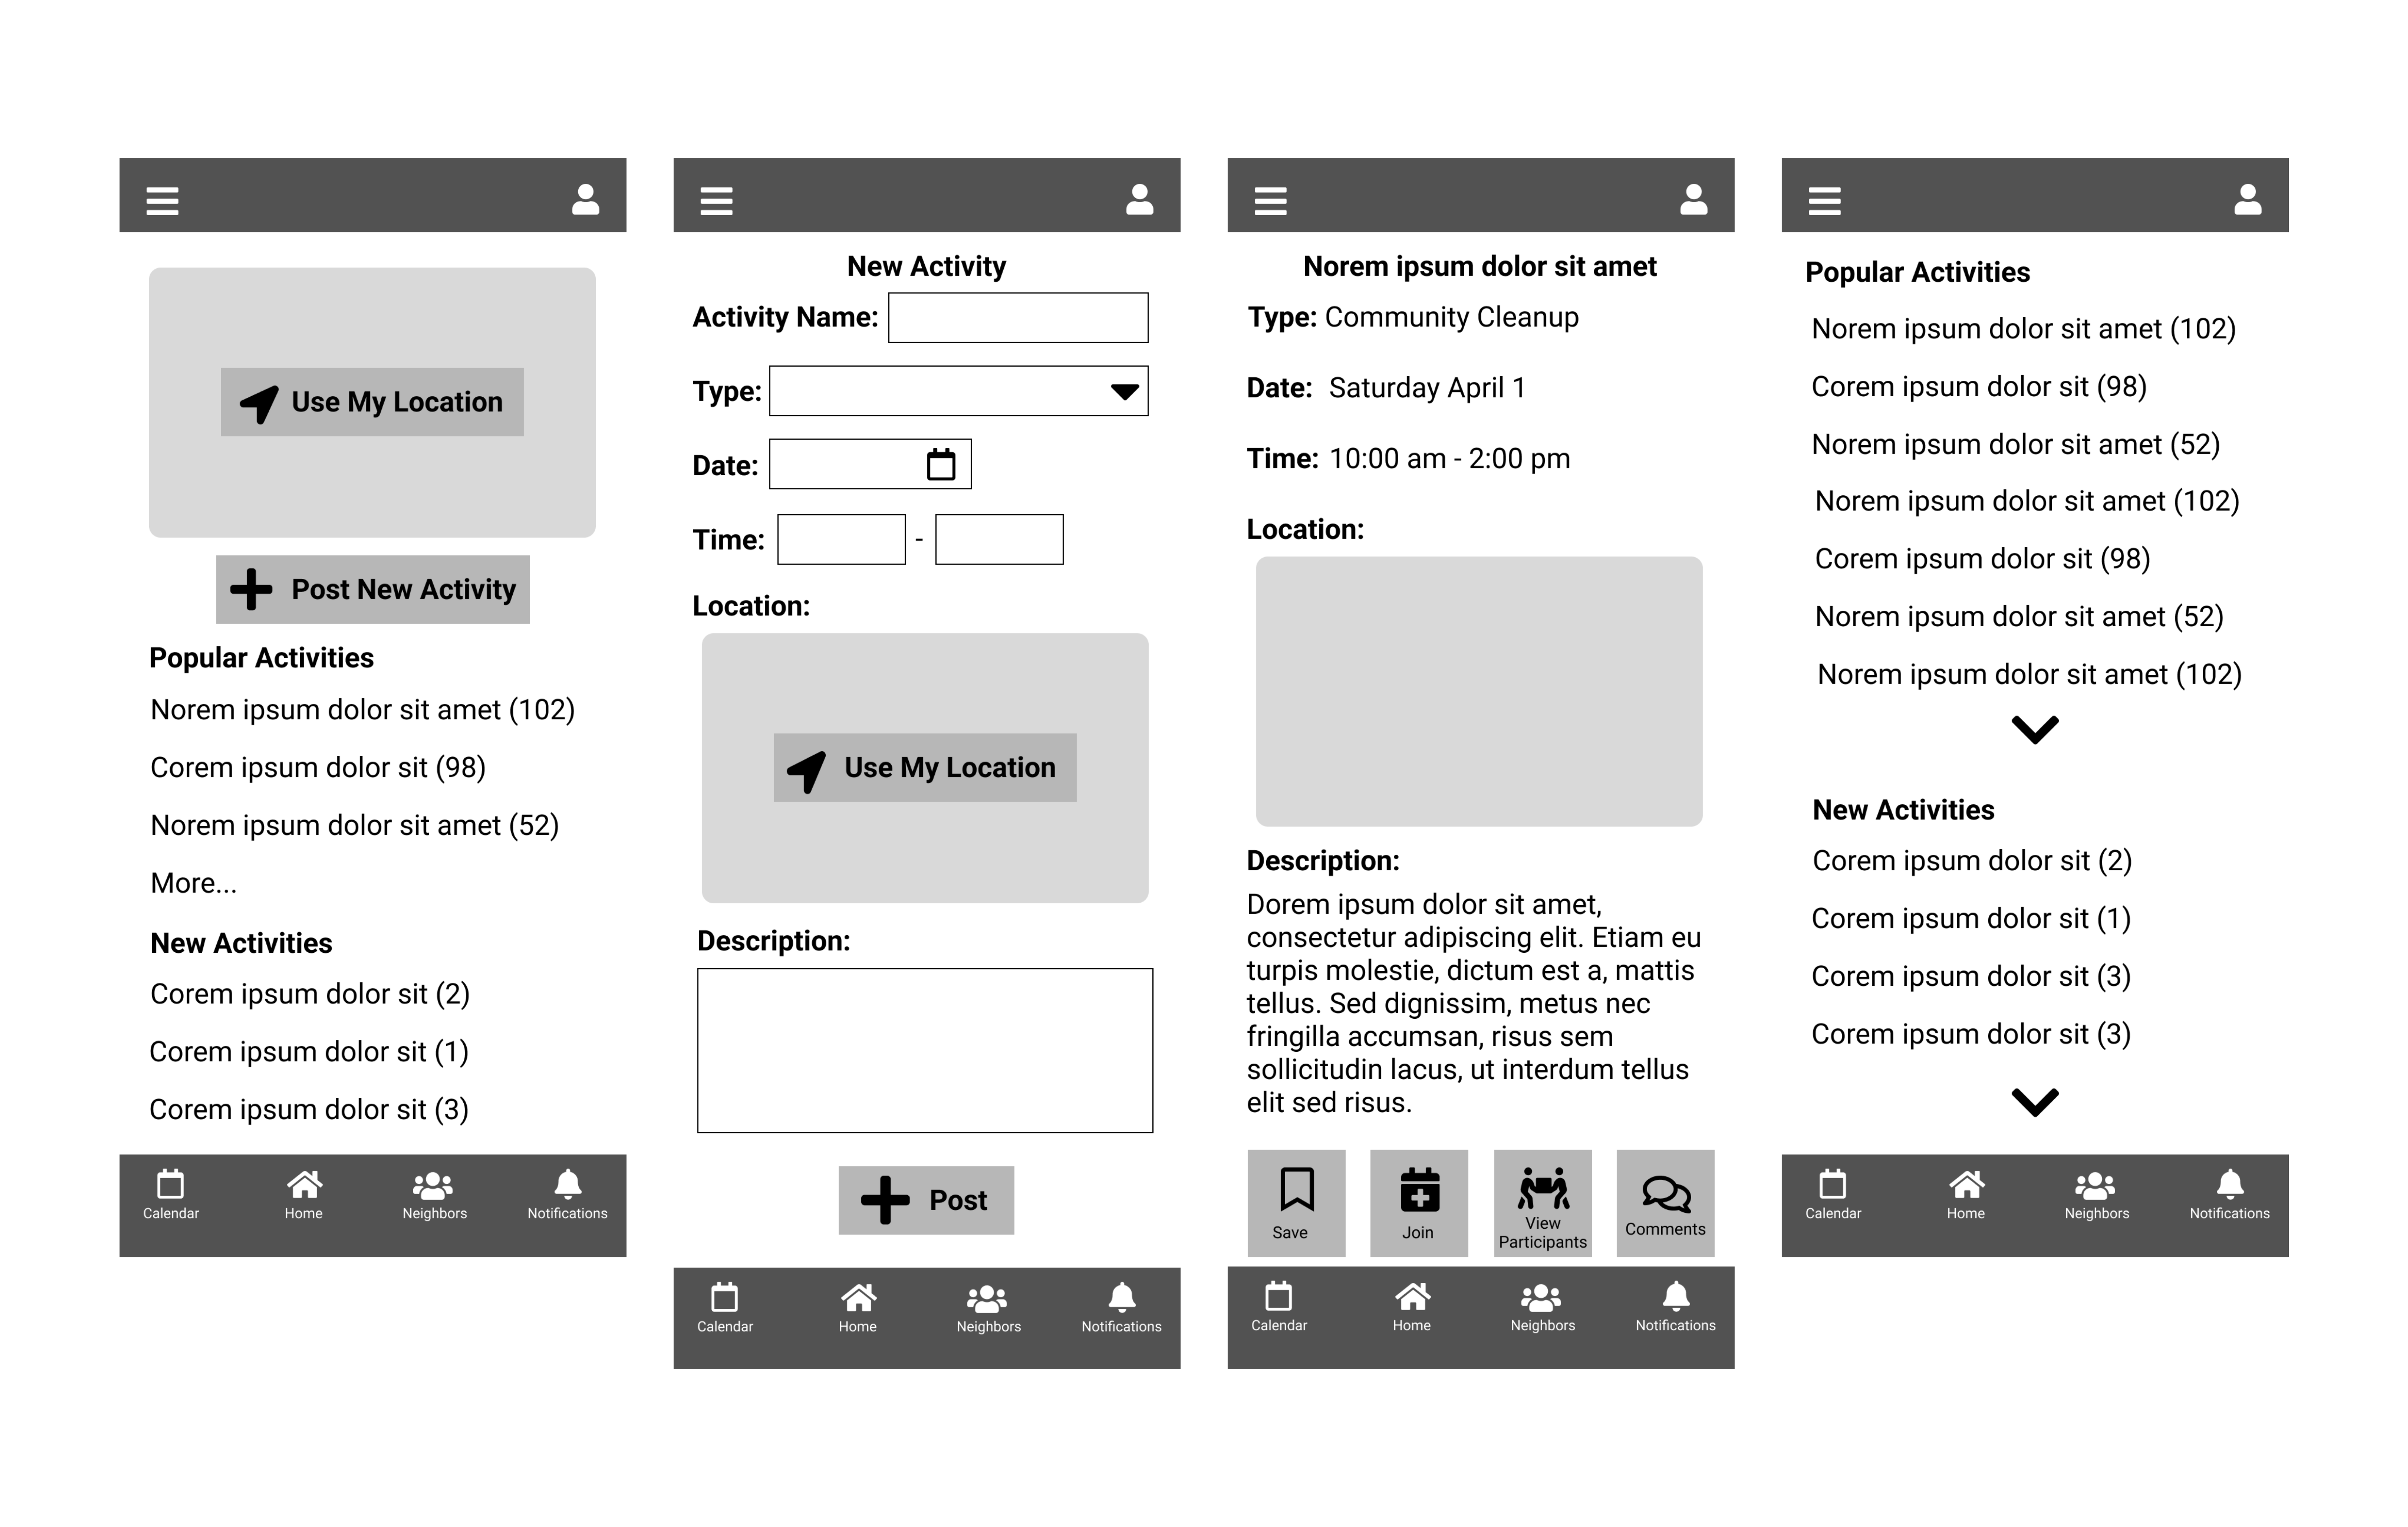 Use My Location
Post New Activity
Popular Activities
Norem ipsum dolor sit amet (102)
Corem ipsum dolor sit (98)
Norem ipsum dolor sit amet (52)
More...
New Activities
Corem ipsum dolor sit (2)
Corem ipsum dolor sit (1)
Corem ipsum dolor sit (3)
Calendar
Home
Neighbors
Notifications
New Activity
Activity Name:
Type:
Date:
Time:
-
Location:
Use My Location
Description:
Post
Calendar
Home
Neighbors
Notifications
Norem ipsum dolor sit amet
Type: Community Cleanup
Date: Saturday April 1
Time: 10:00 am - 2:00 pm
Location:
Description:
Dorem ipsum dolor sit amet,
consectetur adipiscing elit. Etiam eu
turpis molestie, dictum est a, mattis
tellus. Sed dignissim, metus nec
fringilla accumsan, risus sem
sollicitudin lacus, ut interdum tellus
elit sed risus.
Save
Join
View
Participants
Comments
Calendar
Home
Neighbors
Notifications
Popular Activities
Norem ipsum dolor sit amet (102)
Corem ipsum dolor sit (98)
Norem ipsum dolor sit amet (52)
Norem ipsum dolor sit amet (102)
Corem ipsum dolor sit (98)
Norem ipsum dolor sit amet (52)
Norem ipsum dolor sit amet (102)
New Activities
Corem ipsum dolor sit (2)
Corem ipsum dolor sit (1)
Corem ipsum dolor sit (3)
Corem ipsum dolor sit (3)
Calendar
Home
Neighbors
Notifications